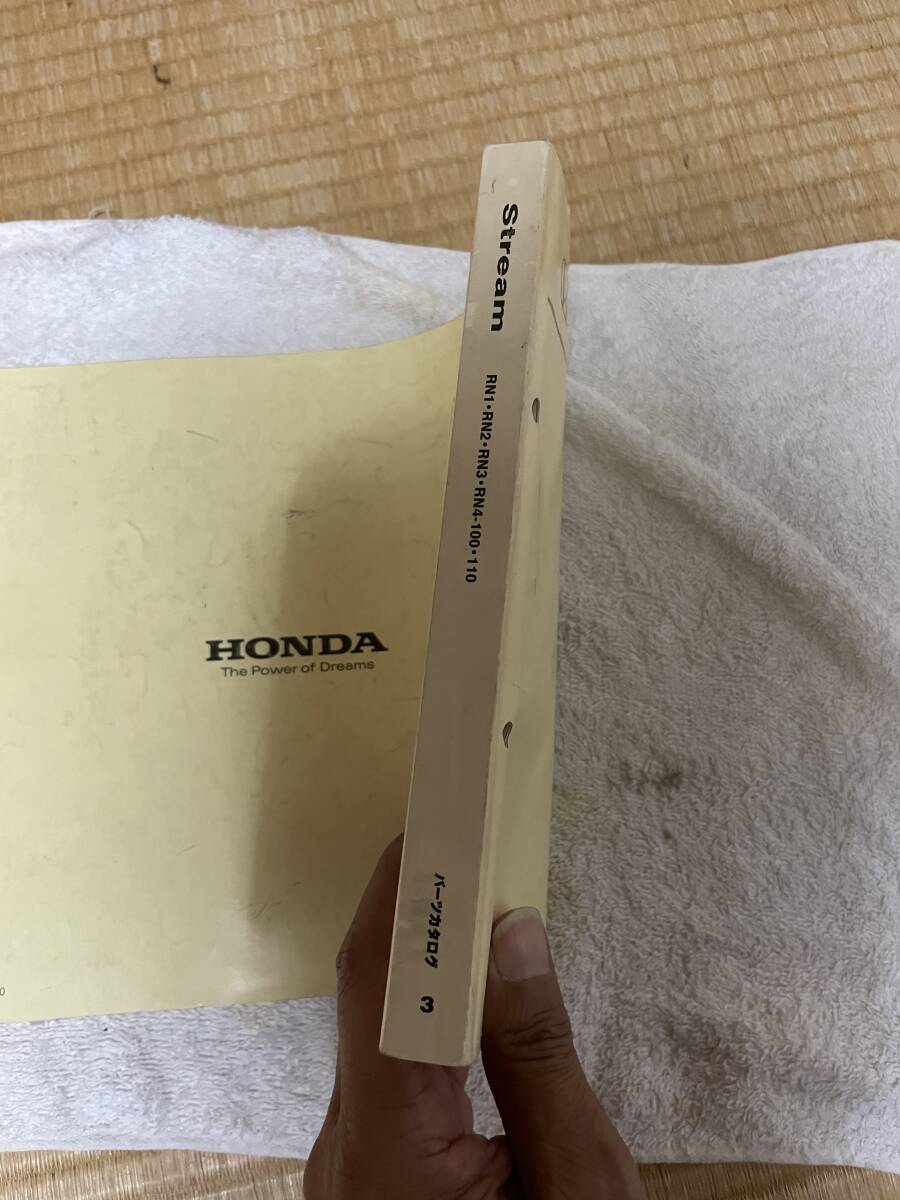 Stream
RN1・RN2・RN3・RN4-100・110
パーツカタログ
3
HONDA
The Power of Dreams
0